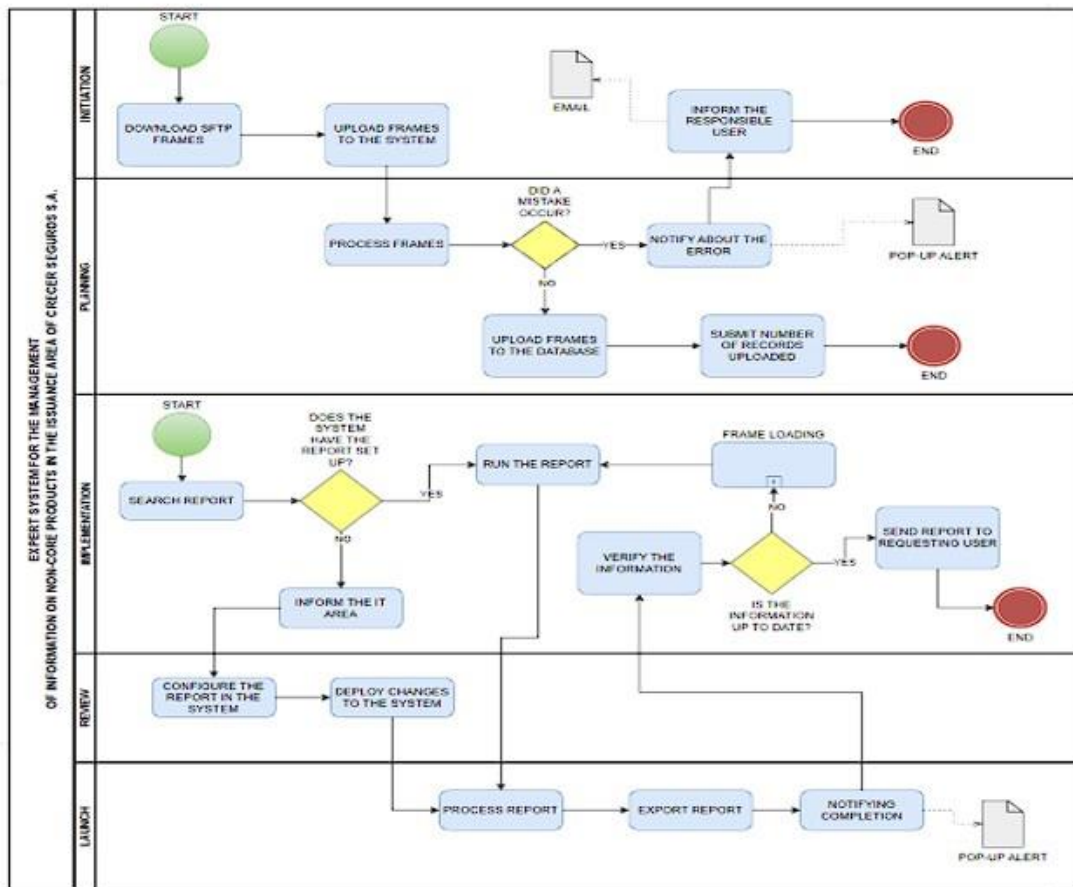 EXPERT SYSTEM FOR THE MANAGEMENT
OF INFORMATION ON NON-CORE PRODUCTS IN THE ISSUANCE AREA OF CRECER SEGUROS S.A.
INITIATION
START
DOWNLOAD SFTP
FRAMES
UPLOAD FRAMES
TO THE SYSTEM
EMAIL
INFORM THE
RESPONSIBLE
USER
END
PLANNING
PROCESS FRAMES
DID A
MISTAKE
OCCUR?
YES
NO
NOTIFY ABOUT THE
ERROR
POP-UP ALERT
UPLOAD FRAMES
TO THE DATABASE
SUBMIT NUMBER
OF RECORDS
UPLOADED
END
IMPLEMENTATION
START
SEARCH REPORT
DOES THE
SYSTEM
HAVE THE
REPORT SET
UP?
YES
NO
RUN THE REPORT
FRAME LOADING
INFORM THE IT
AREA
VERIFY THE
INFORMATION
NO
YES
IS THE
INFORMATION
UP TO DATE?
SEND REPORT TO
REQUESTING USER
END
REVIEW
CONFIGURE THE
REPORT IN THE
SYSTEM
DEPLOY CHANGES
TO THE SYSTEM
LAUNCH
PROCESS REPORT
EXPORT REPORT
NOTIFYING
COMPLETION
POP-UP ALERT